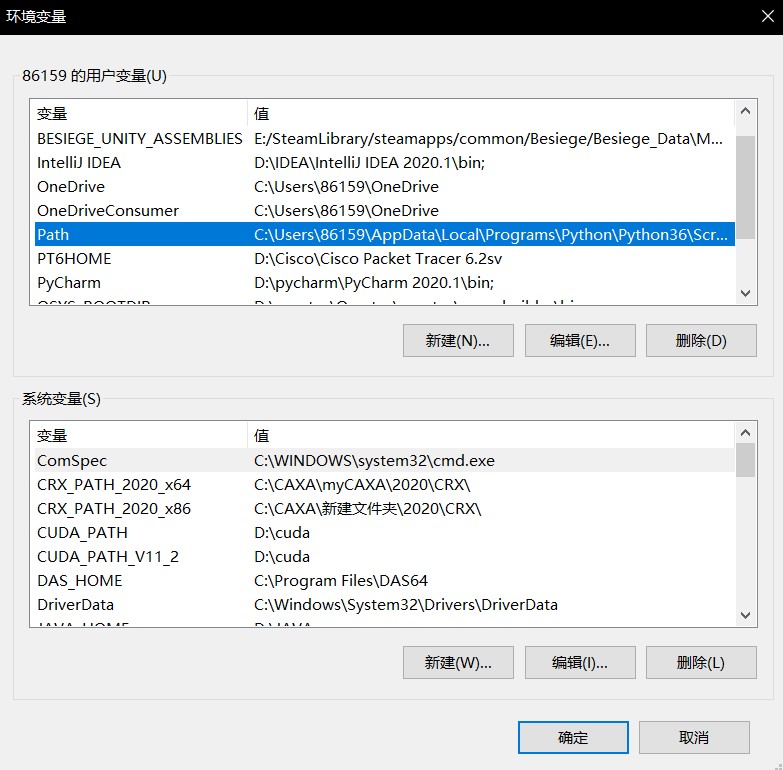 环境变量
86159 的用户变量(U)
变量 值
BESIEGE_UNITY_ASSEMBLIES E:/SteamLibrary/steamapps/common/Besiege/Besiege_Data\M...
IntelliJ IDEA D:\IDEA\IntelliJ IDEA 2020.1\bin;
OneDrive C:\Users\86159\OneDrive
OneDriveConsumer C:\Users\86159\OneDrive
Path C:\Users\86159\AppData\Local\Programs\Python\Python36\Scr...
PT6HOME D:\Cisco\Cisco Packet Tracer 6.2sv
PyCharm D:\pycharm\PyCharm 2020.1\bin;
新建(N)... 编辑(E)... 删除(D)
系统变量(S)
变量 值
ComSpec C:\WINDOWS\system32\cmd.exe
CRX_PATH_2020_x64 C:\CAXA\myCAXA\2020\CRX\
CRX_PATH_2020_x86 C:\CAXA\新建文件夹\2020\CRX\
CUDA_PATH D:\cuda
CUDA_PATH_V11_2 D:\cuda
DAS_HOME C:\Program Files\DAS64
DriverData C:\Windows\System32\Drivers\DriverData
JAVA_HOME D:\JAVA
新建(W)... 编辑(I)... 删除(L)
确定 取消